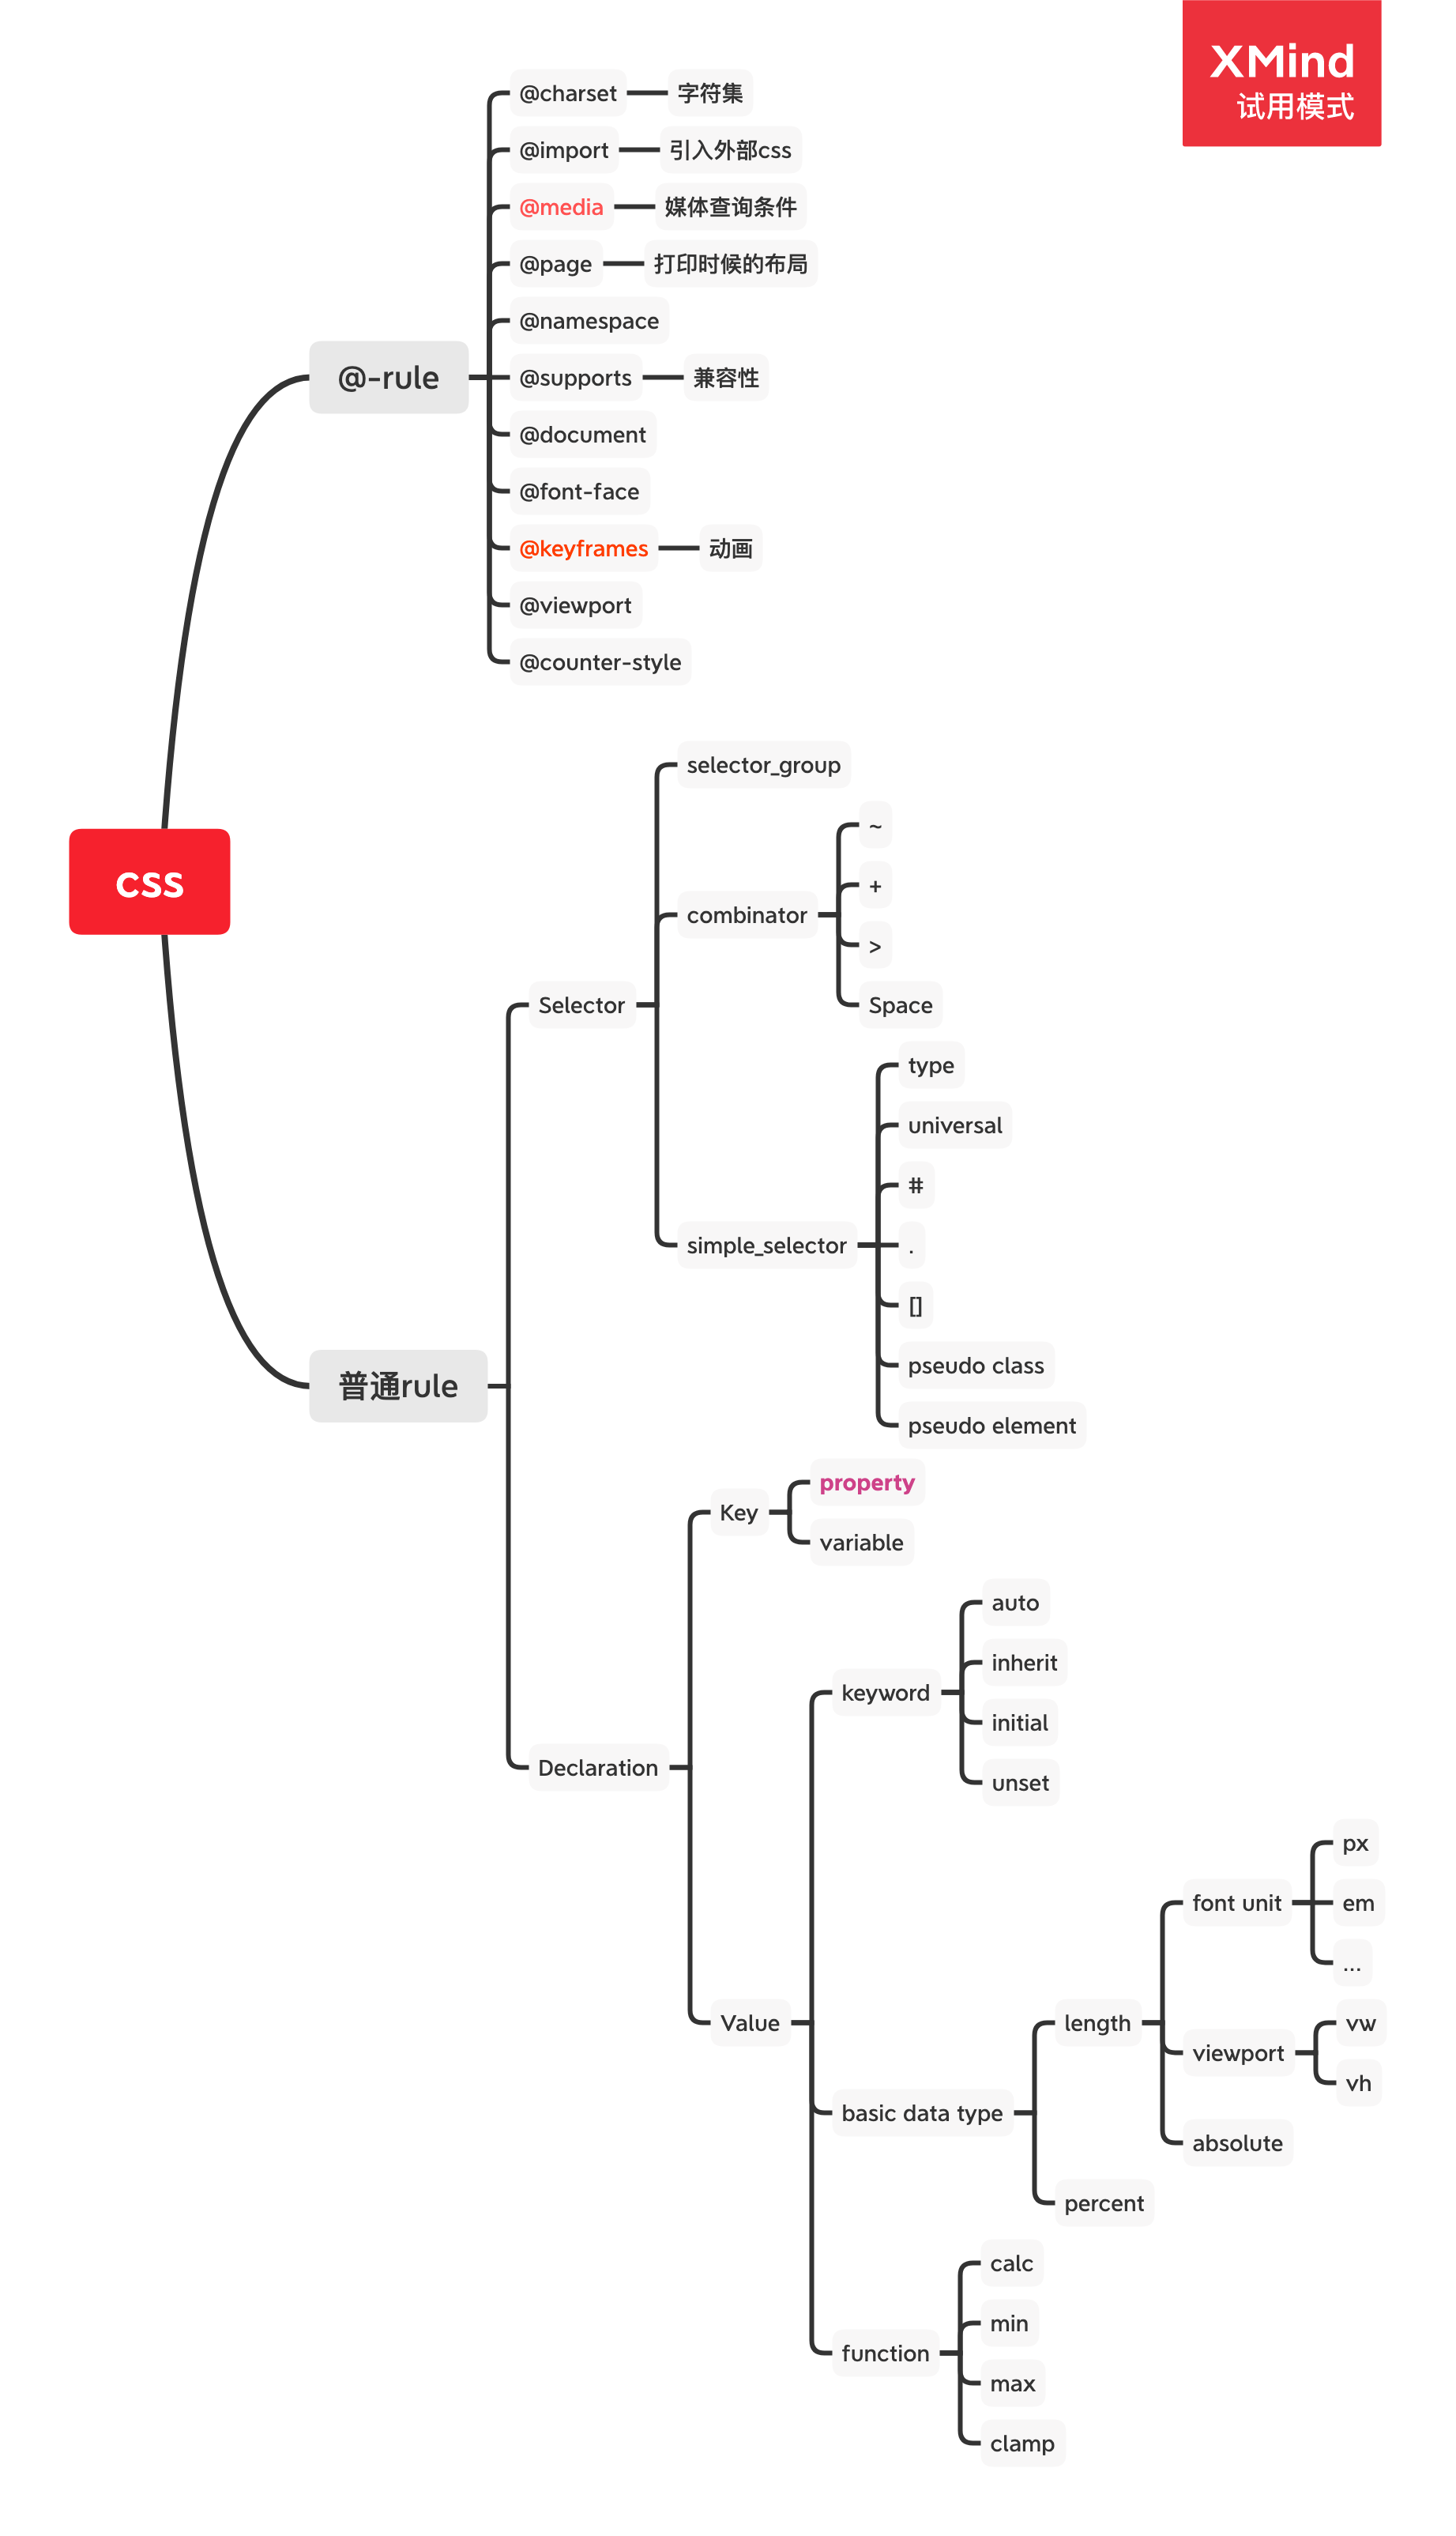 XMind
试用模式
@charset
字符集
@import
引入外部css
@media
媒体查询条件
@page
打印时候的布局
@namespace
@-rule
@supports
兼容性
@document
@font-face
@keyframes
动画
@viewport
@counter-style
css
普通rule
Selector
selector_group
combinator
~
+
>
Space
simple_selector
type
universal
#
.
[]
pseudo class
pseudo element
Declaration
Key
property
variable
Value
keyword
auto
inherit
initial
unset
basic data type
length
font unit
px
em
...
viewport
vw
vh
absolute
percent
function
calc
min
max
clamp